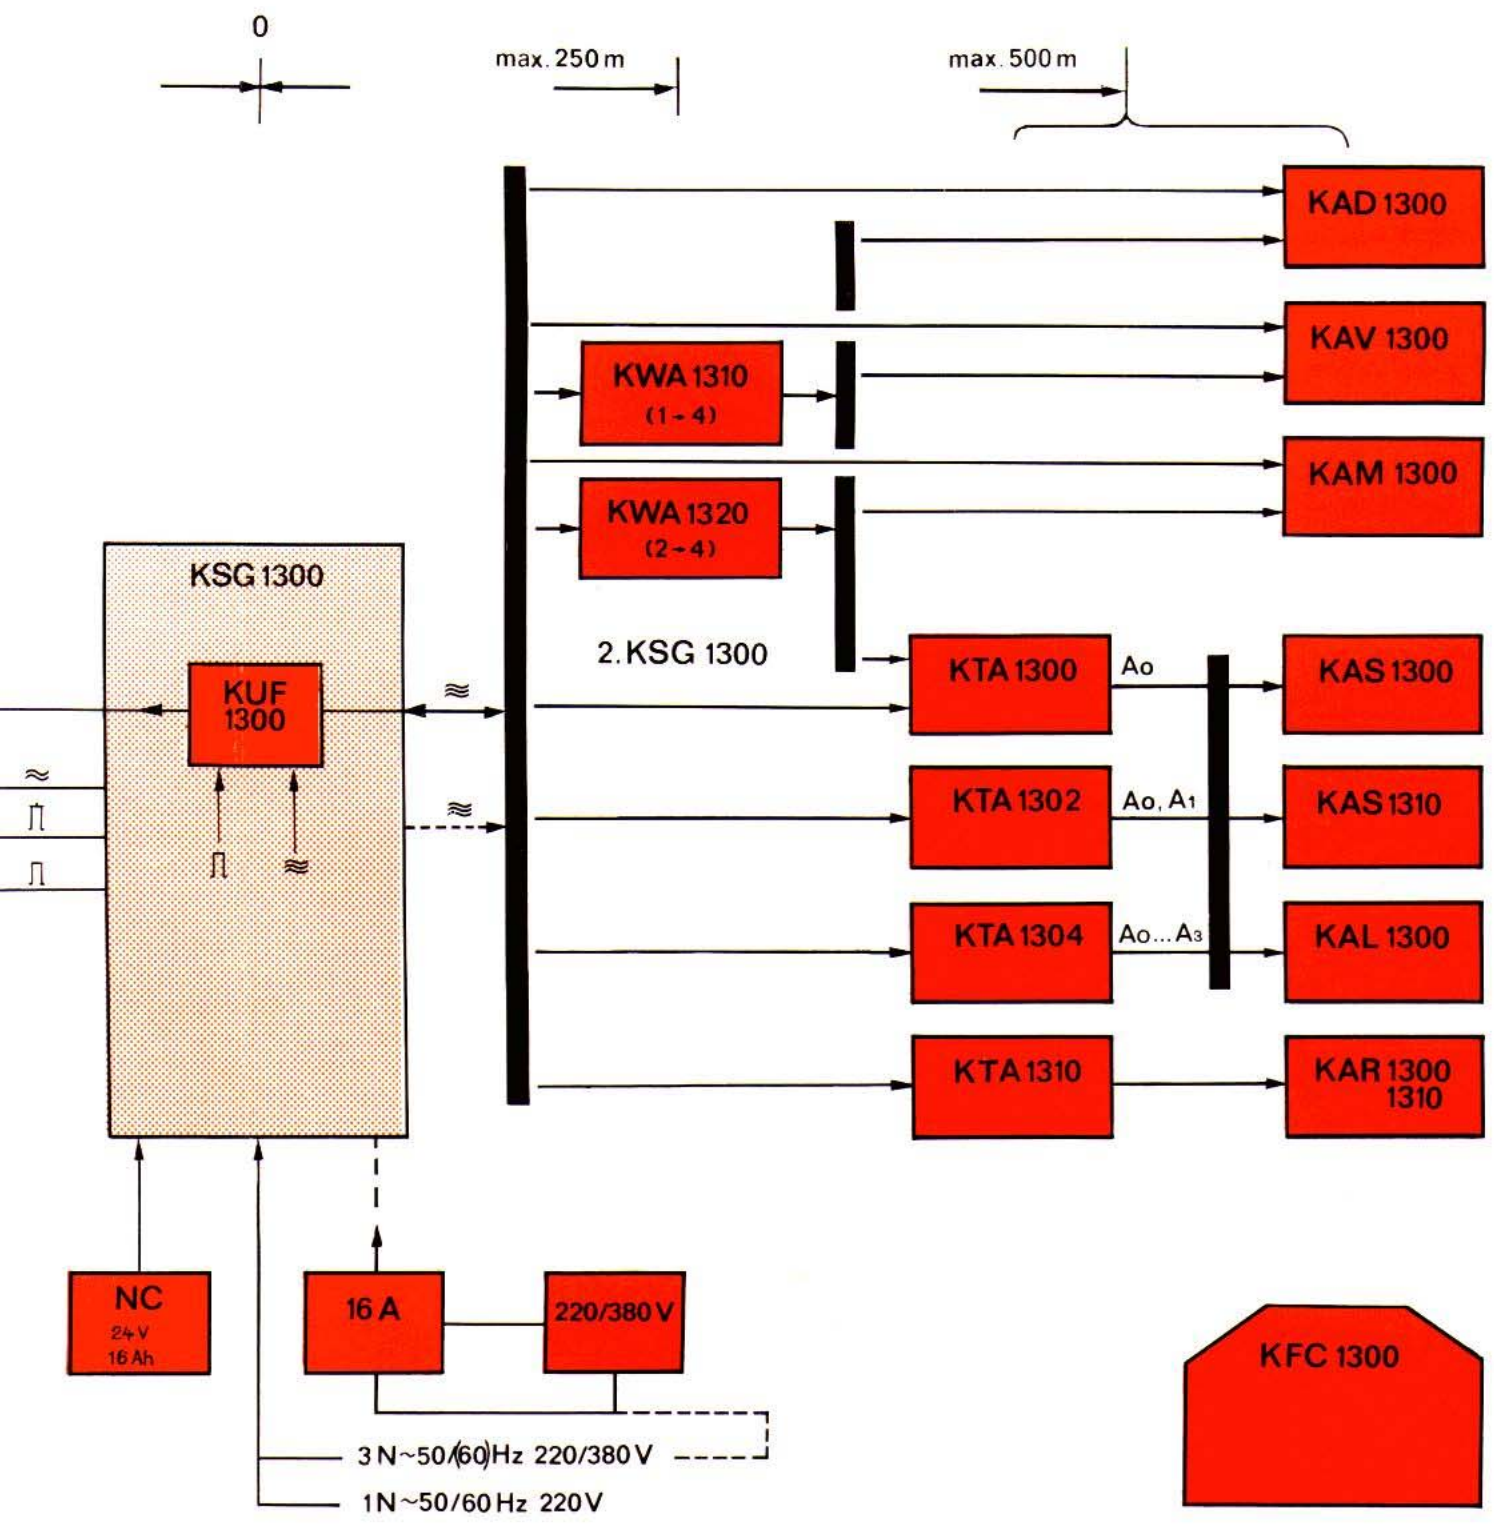 0
max. 250 m
max. 500 m
KAD 1300
KAV 1300
KWA 1310
(1→4)
KAM 1300
KWA 1320
(2→4)
KSG 1300
2. KSG 1300
KTA 1300
Ao
KAS 1300
KUF
1300
KTA 1302
Ao, A1
KAS 1310
KTA 1304
Ao...A3
KAL 1300
KTA 1310
KAR 1300
1310
NC
24 V
16 Ah
16 A
220/380 V
KFC 1300
3 N~50/(60)Hz 220/380 V
1N~50/60 Hz 220 V